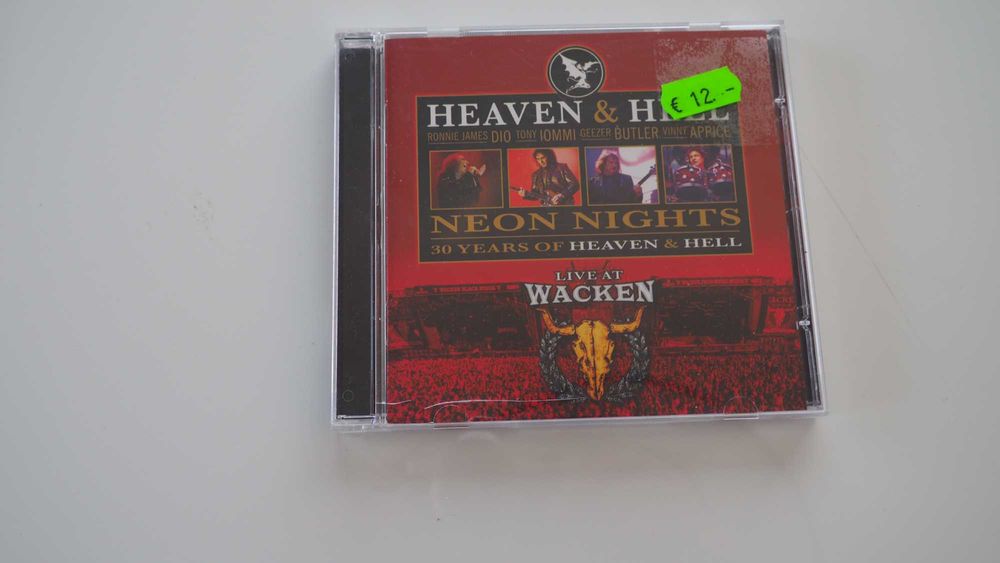 HEAVEN & HELL
€ 12.-
RONNIE JAMES DIO TONY IOMMI GEEZER BUTLER VINNY APPICE
NEON NIGHTS
30 YEARS OF HEAVEN & HELL
LIVE AT
WACKEN